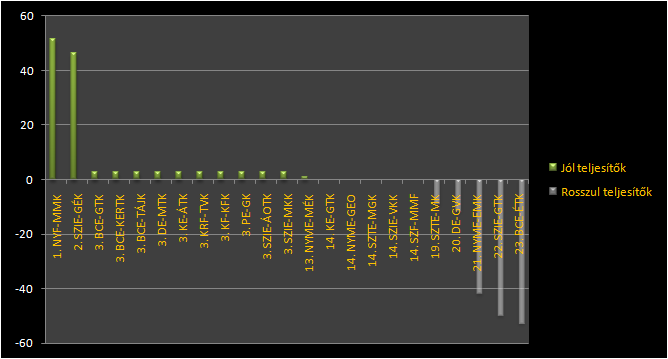 60
40
20
0
-20
-40
-60
1. NYF-MMK
2. SZIE-GÉK
3. BCE-GTK
3. BCE-KERTK
3. BCE-TÁJK
3. DE-MTK
3. KE-ÁTK
3. KRF-TVK
3. KF-KFK
3. PE-GK
3.SZIE-ÁOTK
3. SZIE-MKK
13. NYME-MÉK
14. KE-GTK
14. NYME-GEO
14. SZTE-MGK
14. SZIE-VKK
14. SZF-MMF
19. SZTE-MK
20. DE-GVK
21. NYME-EMK
22. SZIE-GTK
23. BCE-ÉTK
Jól teljesítők
Rosszul teljesítők